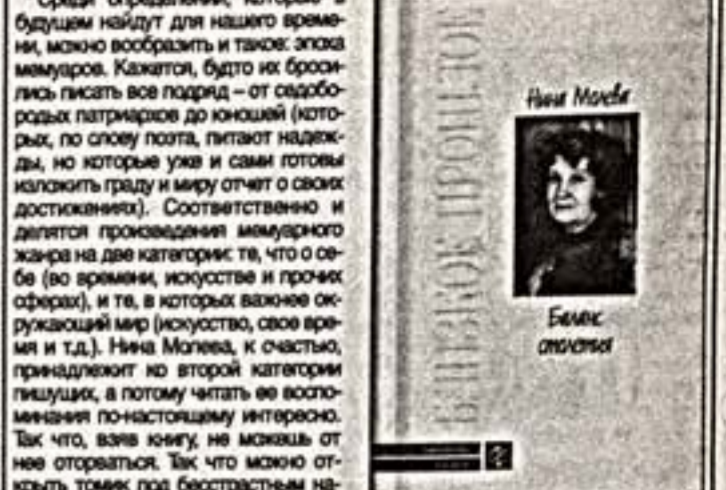 Среди определений, которые в
будущем найдут для нашего време-
ни, можно вообразить и такое: эпоха
мемуаров. Кажется, будто их броси-
лись писать все подряд – от седобо-
родых патриархов до юношей (кото-
рых, по слову поэта, питают надеж-
ды, но которые уже и сами готовы
изложить граду и миру отчет о своих
достижениях). Соответственно и
делятся произведения мемуарного
жанра на две категории: те, что о се-
бе (во времени, искусстве и прочих
сферах), и те, в которых важнее ок-
ружающий мир (искусство, свое вре-
мя и т.д.). Нина Молева, к счастью,
принадлежит ко второй категории
пишущих, а потому читать ее воспо-
минания по-настоящему интересно.
Так что, взяв книгу, не можешь от
нее оторваться. Так что можно от-
крыть томик под бесстрастным на-
БЛИЗКОЕ ПРОШЛОЕ
Нина Молева
Баланс
столетия